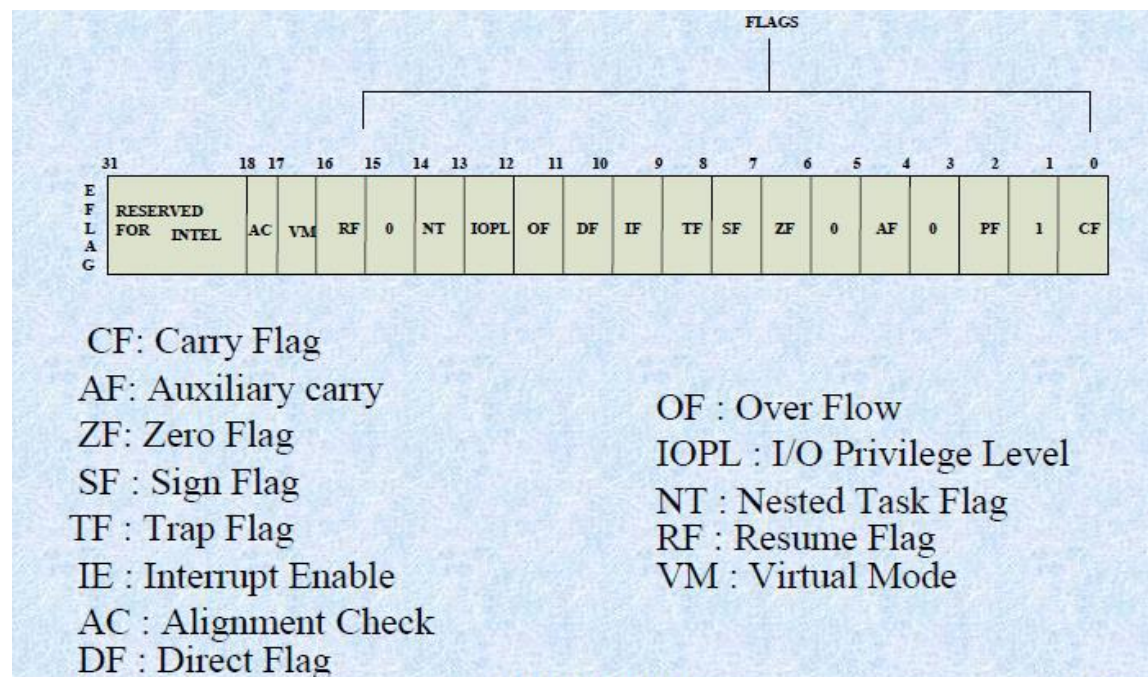 FLAGS
31 18 17 16 15 14 13 12 11 10 9 8 7 6 5 4 3 2 1 0
E
F
L
A
G
RESERVED
FOR INTEL AC VM RF 0 NT IOPL OF DF IF TF SF ZF 0 AF 0 PF 1 CF
CF: Carry Flag
AF: Auxiliary carry
ZF: Zero Flag
SF : Sign Flag
TF : Trap Flag
IE : Interrupt Enable
AC : Alignment Check
DF : Direct Flag
OF : Over Flow
IOPL : I/O Privilege Level
NT : Nested Task Flag
RF : Resume Flag
VM : Virtual Mode